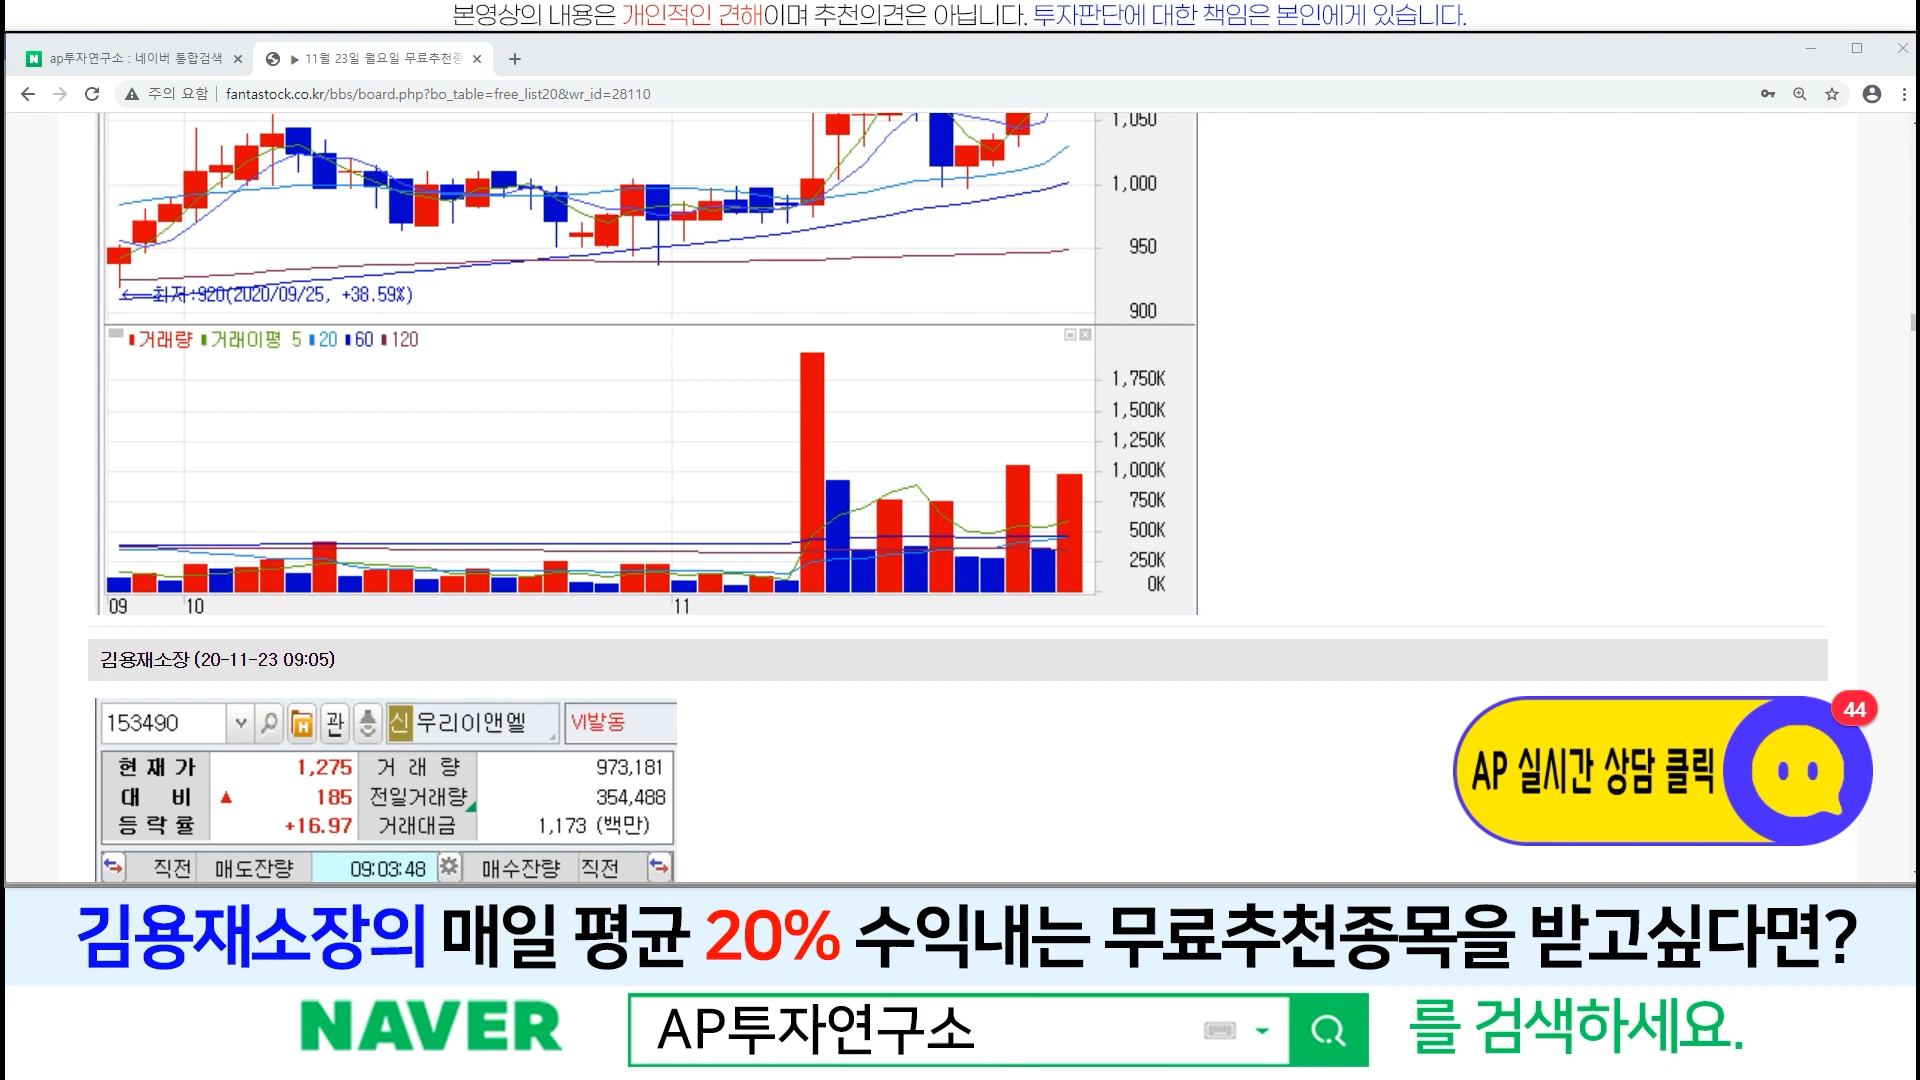 본영상의 내용은 개인적인 견해이며 추천의견은 아닙니다. 투자판단에 대한 책임은 본인에게 있습니다.
ap투자연구소 : 네이버 통합검색
▶ 11월 23일 월요일 무료추천종
주의 요함 fantastock.co.kr/bbs/board.php?bo_table=free_list20&wr_id=28110
1,050
1,000
950
900
최저:920(2020/09/25, +38.59%)
거래량 거래이평 5 20 60 120
1,750K
1,500K
1,250K
1,000K
750K
500K
250K
0K
09 10 11
김용재소장 (20-11-23 09:05)
153490 관 신 우리이앤엘 VI발동
현재가 1,275 거래량 973,181
대비 ▲ 185 전일거래량 354,488
등락률 +16.97 거래대금 1,173 (백만)
직전 매도잔량 09:03:48 매수잔량 직전
44
AP 실시간 상담 클릭
김용재소장의 매일 평균 20% 수익내는 무료추천종목을 받고싶다면?
NAVER AP투자연구소 를 검색하세요.